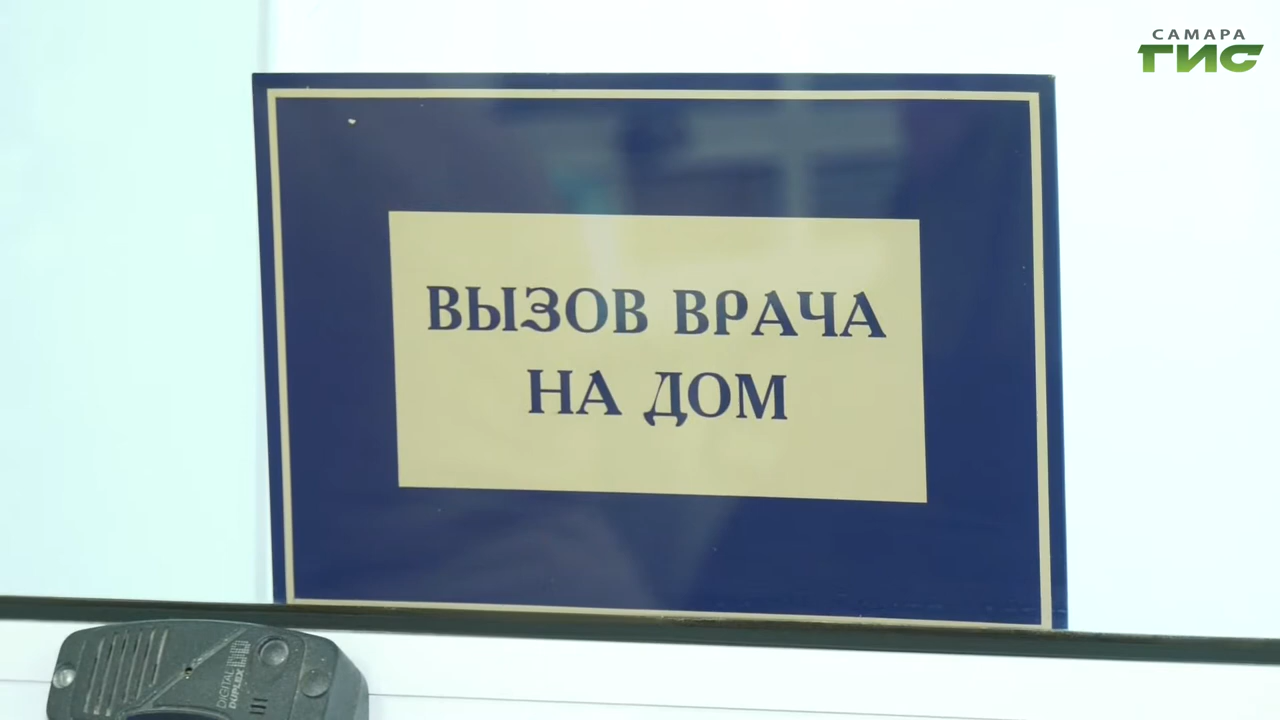 САМАРА
ГИС
ВЫЗОВ ВРАЧА
НА ДОМ
DIGITAL
DUPLEX